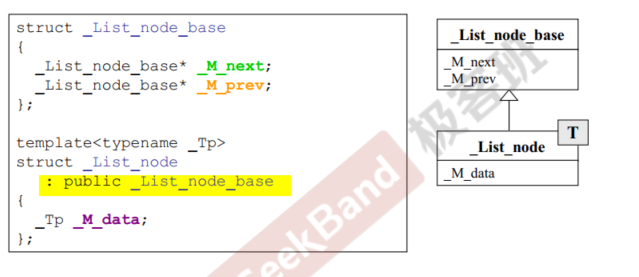 struct _List_node_base
{
_List_node_base* _M_next;
_List_node_base* _M_prev;
};
template<typename _Tp>
struct _List_node
: public _List_node_base
{
_Tp _M_data;
};
_List_node_base
_M_next
_M_prev
T
_List_node
_M_data
SeekBand 极客班